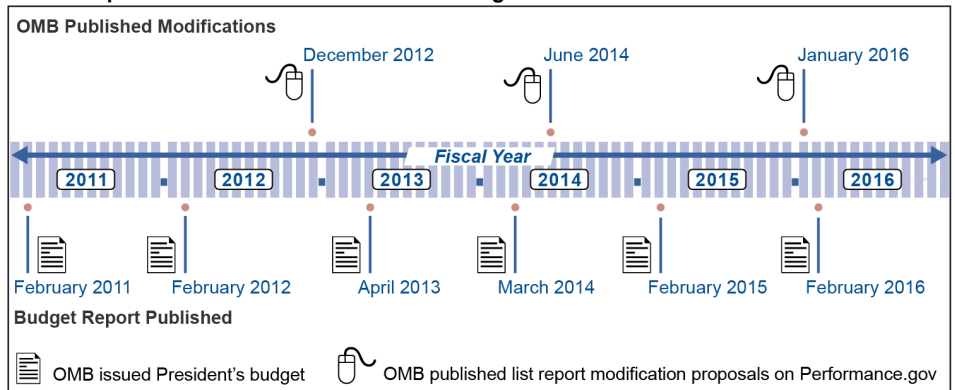 OMB Published Modifications
December 2012 June 2014 January 2016
Fiscal Year
2011 2012 2013 2014 2015 2016
February 2011 February 2012 April 2013 March 2014 February 2015 February 2016
Budget Report Published
OMB issued President's budget OMB published list report modification proposals on Performance.gov